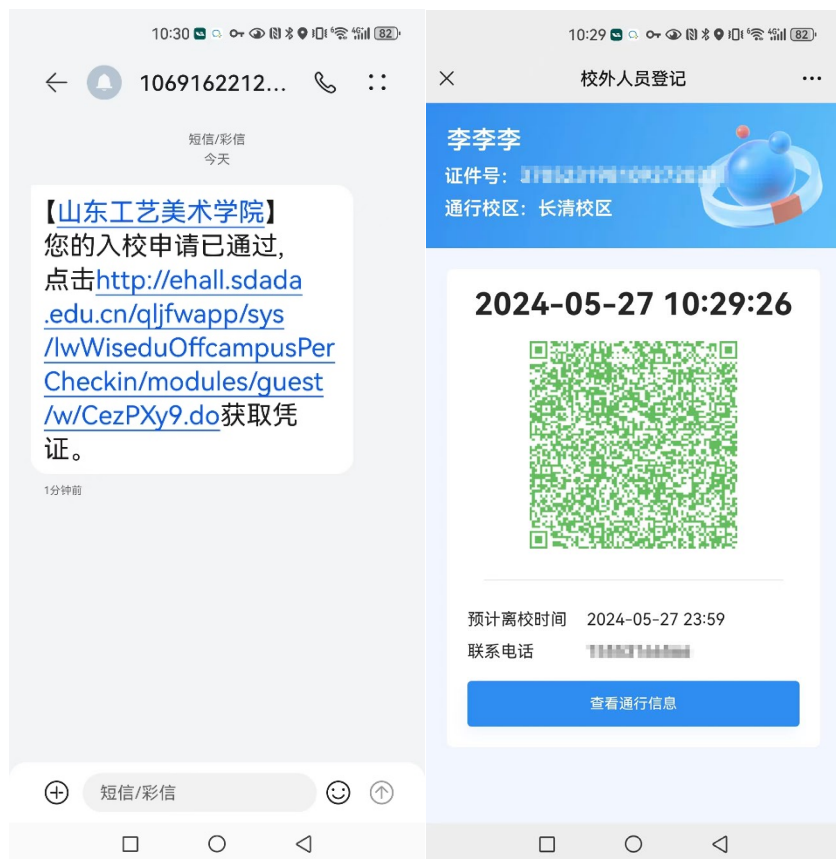 10:30
82
1069162212...
短信/彩信
今天
【山东工艺美术学院】
您的入校申请已通过,
点击http://ehall.sdada
.edu.cn/qljfwapp/sys
/lwWiseduOffcampusPer
Checkin/modules/guest
/w/CezPXy9.do获取凭
证。
1分钟前
短信/彩信
10:29
82
校外人员登记
李李李
证件号:
通行校区: 长清校区
2024-05-27 10:29:26
预计离校时间 2024-05-27 23:59
联系电话
查看通行信息